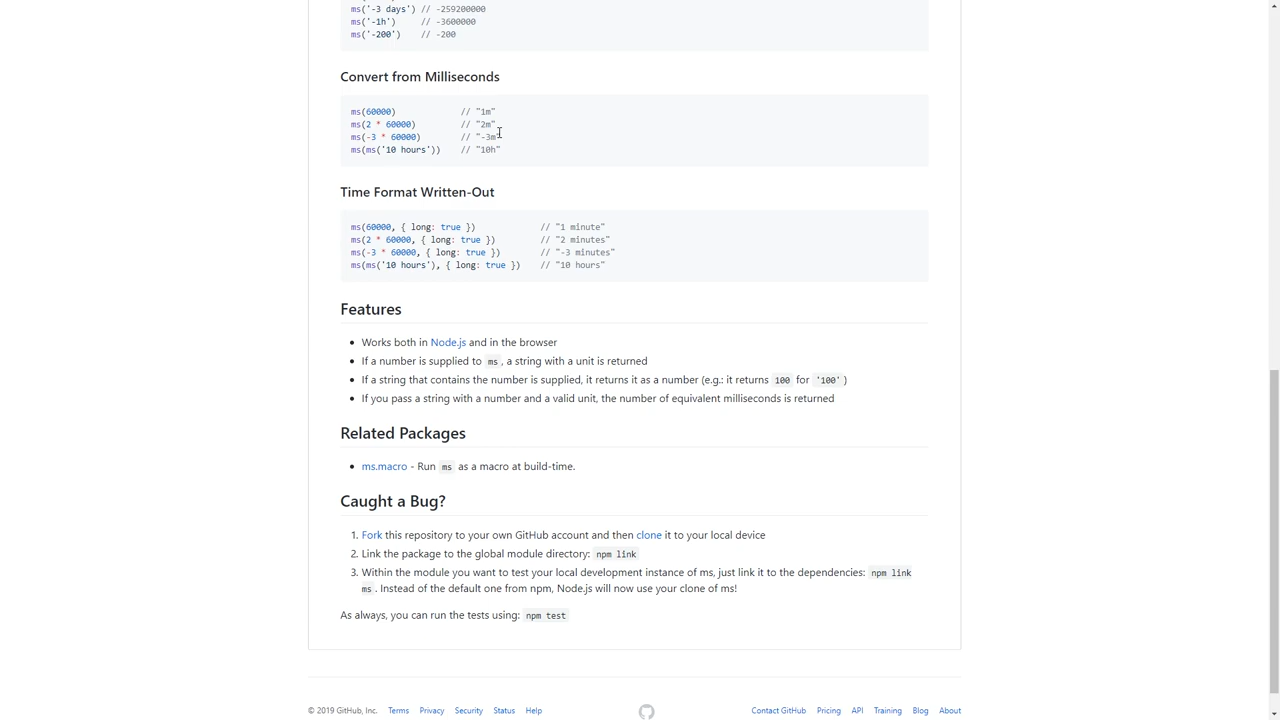 ms('-3 days') // -259200000
ms('-1h')     // -3600000
ms('-200')    // -200
Convert from Milliseconds
ms(60000)             // "1m"
ms(2 * 60000)         // "2m"
ms(-3 * 60000)        // "-3m"
ms(ms('10 hours'))    // "10h"
Time Format Written-Out
ms(60000, { long: true })             // "1 minute"
ms(2 * 60000, { long: true })         // "2 minutes"
ms(-3 * 60000, { long: true })        // "-3 minutes"
ms(ms('10 hours'), { long: true })    // "10 hours"
Features
• Works both in Node.js and in the browser
• If a number is supplied to ms, a string with a unit is returned
• If a string that contains the number is supplied, it returns it as a number (e.g.: it returns 100 for '100')
• If you pass a string with a number and a valid unit, the number of equivalent milliseconds is returned
Related Packages
• ms.macro - Run ms as a macro at build-time.
Caught a Bug?
1. Fork this repository to your own GitHub account and then clone it to your local device
2. Link the package to the global module directory: npm link
3. Within the module you want to test your local development instance of ms, just link it to the dependencies: npm link
ms. Instead of the default one from npm, Node.js will now use your clone of ms!
As always, you can run the tests using: npm test
© 2019 GitHub, Inc. Terms Privacy Security Status Help Contact GitHub Pricing API Training Blog About